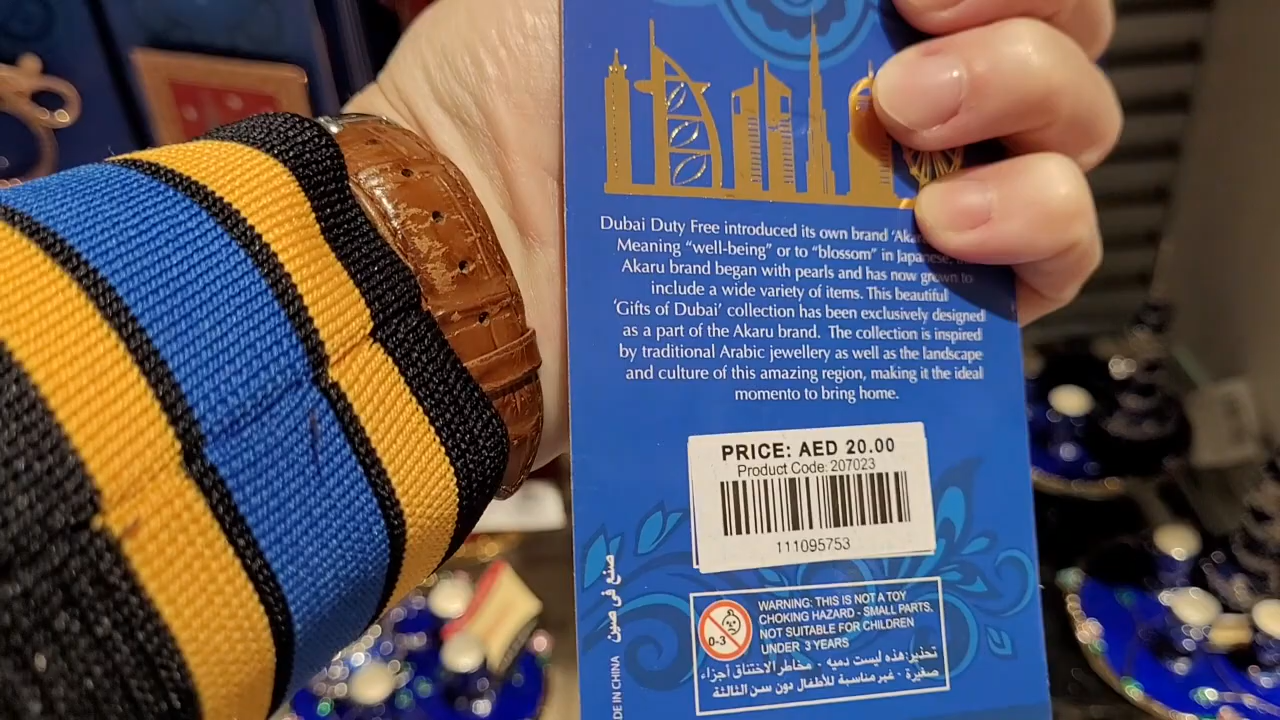 Dubai Duty Free introduced its own brand
Meaning "well-being" or to "blossom" in Japanese,
Akaru brand began with pearls and has now grown to
include a wide variety of items. This beautiful
'Gifts of Dubai' collection has been exclusively designed
as a part of the Akaru brand. The collection is inspired
by traditional Arabic jewellery as well as the landscape
and culture of this amazing region, making it the ideal
momento to bring home.
PRICE: AED 20.00
Product Code: 207023
111095753
صنع في صين
DE IN CHINA
0-3
WARNING: THIS IS NOT A TOY
CHOKING HAZARD - SMALL PARTS.
NOT SUITABLE FOR CHILDREN
UNDER 3 YEARS
تحذير: هذه ليست دميه - مخاطر الاختناق أجزاء
صغيرة - غير مناسبة للأطفال دون سن الثالثة